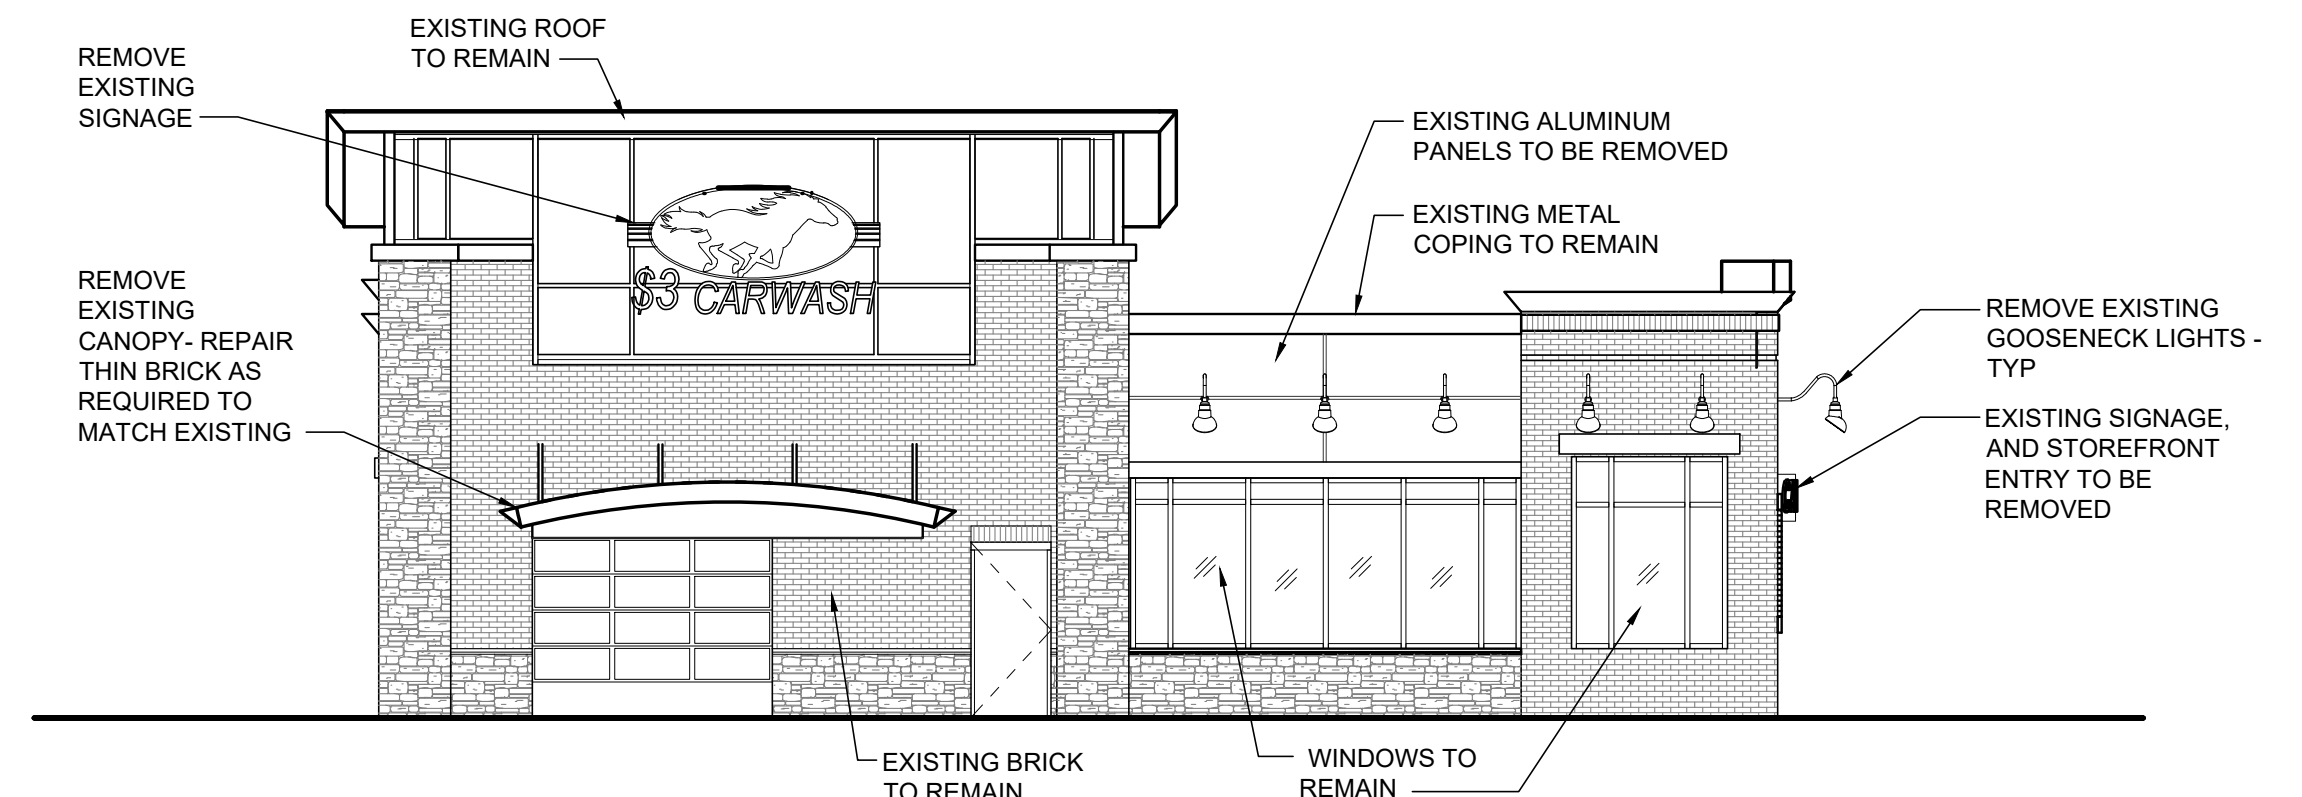 EXISTING ROOF
TO REMAIN
REMOVE
EXISTING
SIGNAGE
EXISTING ALUMINUM
PANELS TO BE REMOVED
EXISTING METAL
COPING TO REMAIN
$3 CARWASH
REMOVE
EXISTING
CANOPY- REPAIR
THIN BRICK AS
REQUIRED TO
MATCH EXISTING
REMOVE EXISTING
GOOSENECK LIGHTS -
TYP
EXISTING SIGNAGE,
AND STOREFRONT
ENTRY TO BE
REMOVED
EXISTING BRICK
TO REMAIN
WINDOWS TO
REMAIN